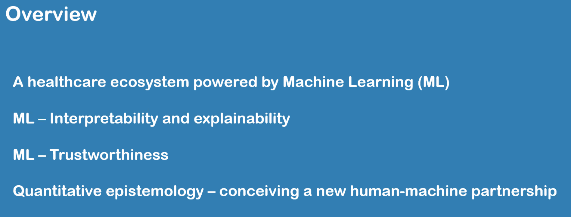 Overview
A healthcare ecosystem powered by Machine Learning (ML)
ML – Interpretability and explainability
ML – Trustworthiness
Quantitative epistemology – conceiving a new human-machine partnership